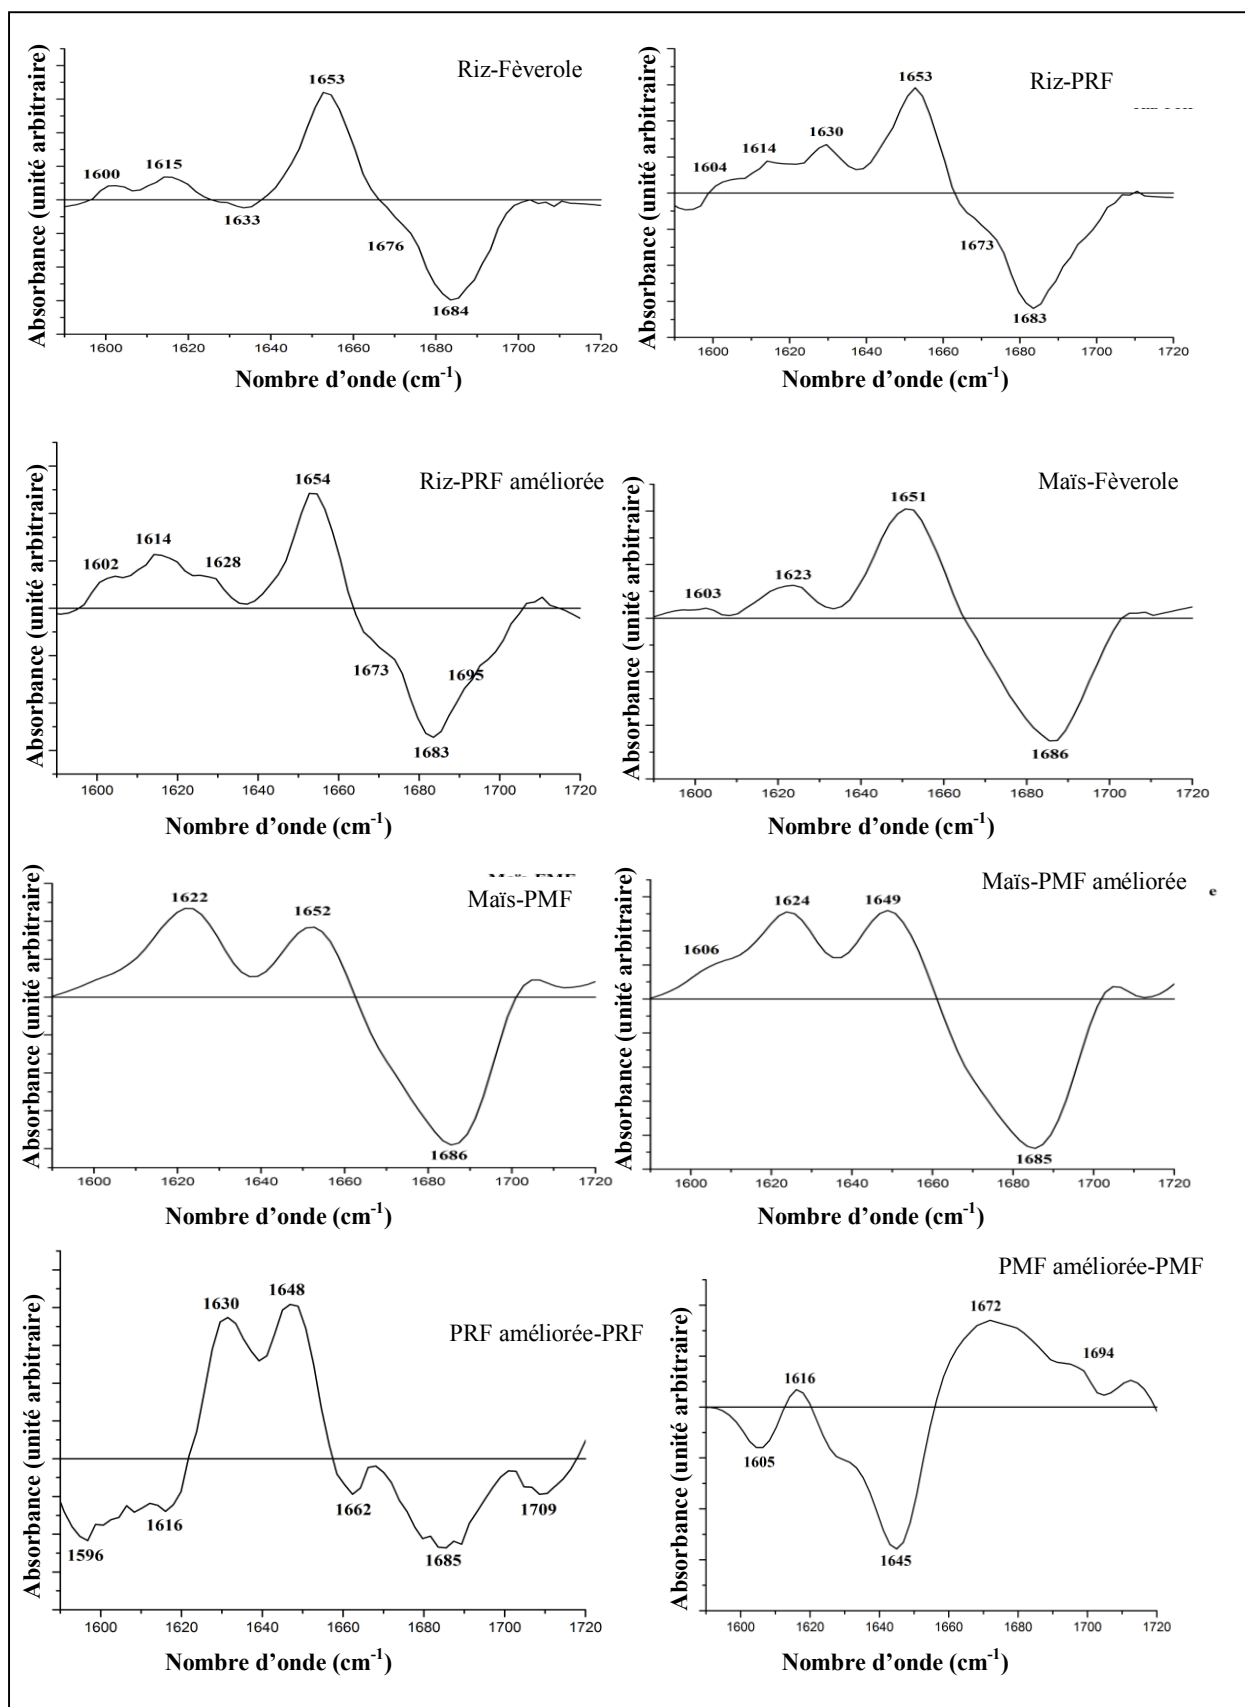 Absorbance (unité arbitraire)
Riz-Fèverole
1600
1615
1633
1653
1676
1684
1600 1620 1640 1660 1680 1700 1720
Nombre d'onde (cm-1)
Absorbance (unité arbitraire)
Riz-PRF
1604
1614
1630
1653
1673
1683
1600 1620 1640 1660 1680 1700 1720
Nombre d'onde (cm-1)
Absorbance (unité arbitraire)
Riz-PRF améliorée
1602
1614
1628
1654
1673
1683
1695
1600 1620 1640 1660 1680 1700 1720
Nombre d'onde (cm-1)
Absorbance (unité arbitraire)
Maïs-Fèverole
1603
1623
1651
1686
1600 1620 1640 1660 1680 1700 1720
Nombre d'onde (cm-1)
Absorbance (unité arbitraire)
Maïs-PMF
1622
1652
1686
1600 1620 1640 1660 1680 1700 1720
Nombre d'onde (cm-1)
Absorbance (unité arbitraire)
Maïs-PMF améliorée
e
1606
1624
1649
1685
1600 1620 1640 1660 1680 1700 1720
Nombre d'onde (cm-1)
Absorbance (unité arbitraire)
PRF améliorée-PRF
1596
1616
1630
1648
1662
1685
1709
1600 1620 1640 1660 1680 1700 1720
Nombre d'onde (cm-1)
Absorbance (unité arbitraire)
PMF améliorée-PMF
1605
1616
1645
1672
1694
1600 1620 1640 1660 1680 1700 1720
Nombre d'onde (cm-1)